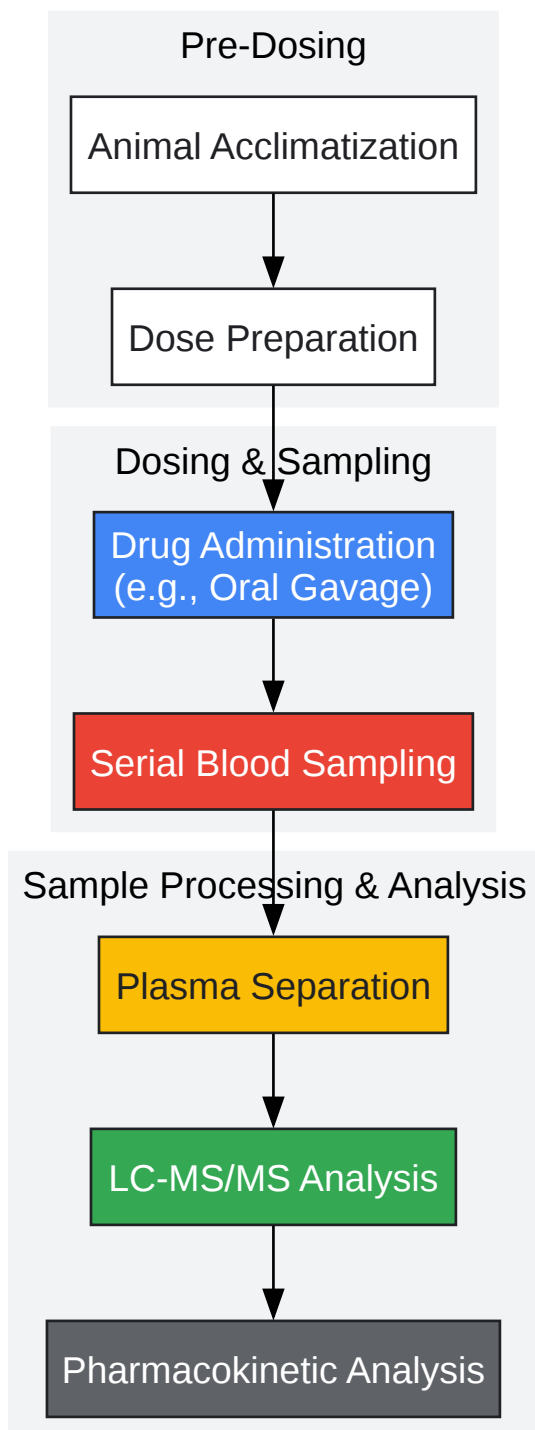 Pre-Dosing
Animal Acclimatization
Dose Preparation
Dosing & Sampling
Drug Administration
(e.g., Oral Gavage)
Serial Blood Sampling
Sample Processing & Analysis
Plasma Separation
LC-MS/MS Analysis
Pharmacokinetic Analysis